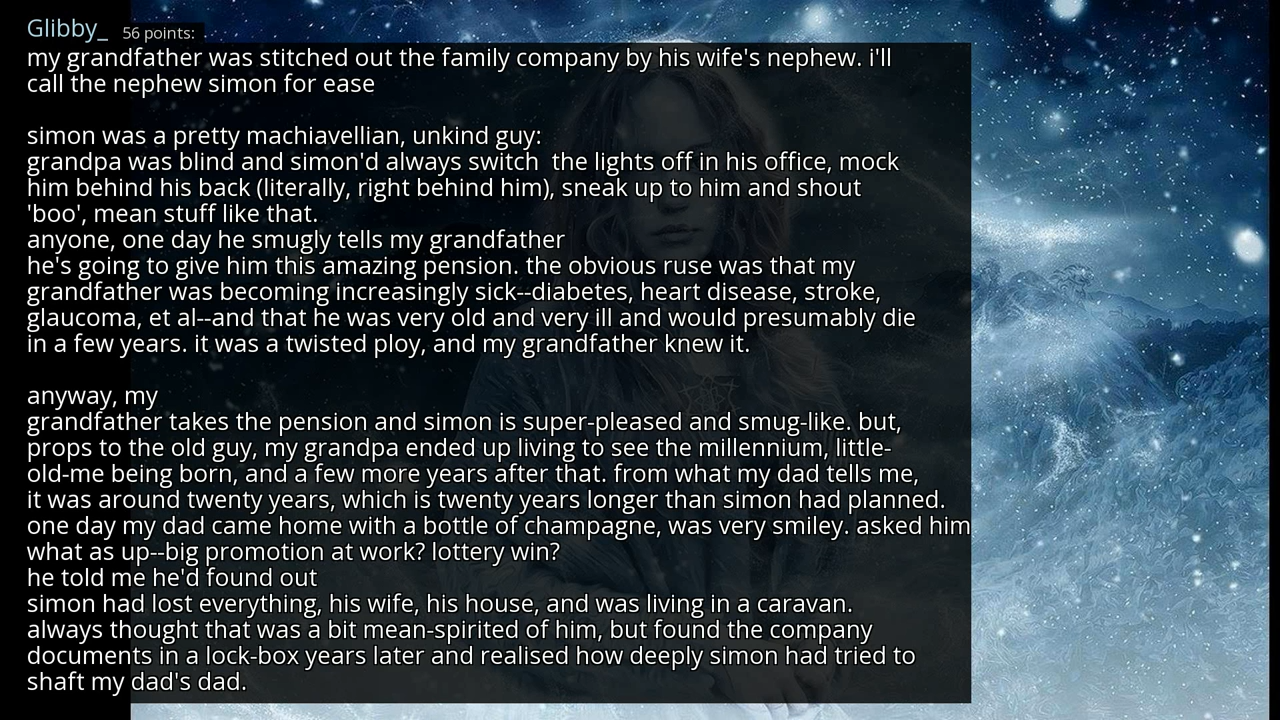 Glibby_ 56 points:
my grandfather was stitched out the family company by his wife's nephew. i'll
call the nephew simon for ease
simon was a pretty machiavellian, unkind guy:
grandpa was blind and simon'd always switch  the lights off in his office, mock
him behind his back (literally, right behind him), sneak up to him and shout
'boo', mean stuff like that.
anyone, one day he smugly tells my grandfather
he's going to give him this amazing pension. the obvious ruse was that my
grandfather was becoming increasingly sick--diabetes, heart disease, stroke,
glaucoma, et al--and that he was very old and very ill and would presumably die
in a few years. it was a twisted ploy, and my grandfather knew it.
anyway, my
grandfather takes the pension and simon is super-pleased and smug-like. but,
props to the old guy, my grandpa ended up living to see the millennium, little-
old-me being born, and a few more years after that. from what my dad tells me,
it was around twenty years, which is twenty years longer than simon had planned.
one day my dad came home with a bottle of champagne, was very smiley. asked him
what as up--big promotion at work? lottery win?
he told me he'd found out
simon had lost everything, his wife, his house, and was living in a caravan.
always thought that was a bit mean-spirited of him, but found the company
documents in a lock-box years later and realised how deeply simon had tried to
shaft my dad's dad.